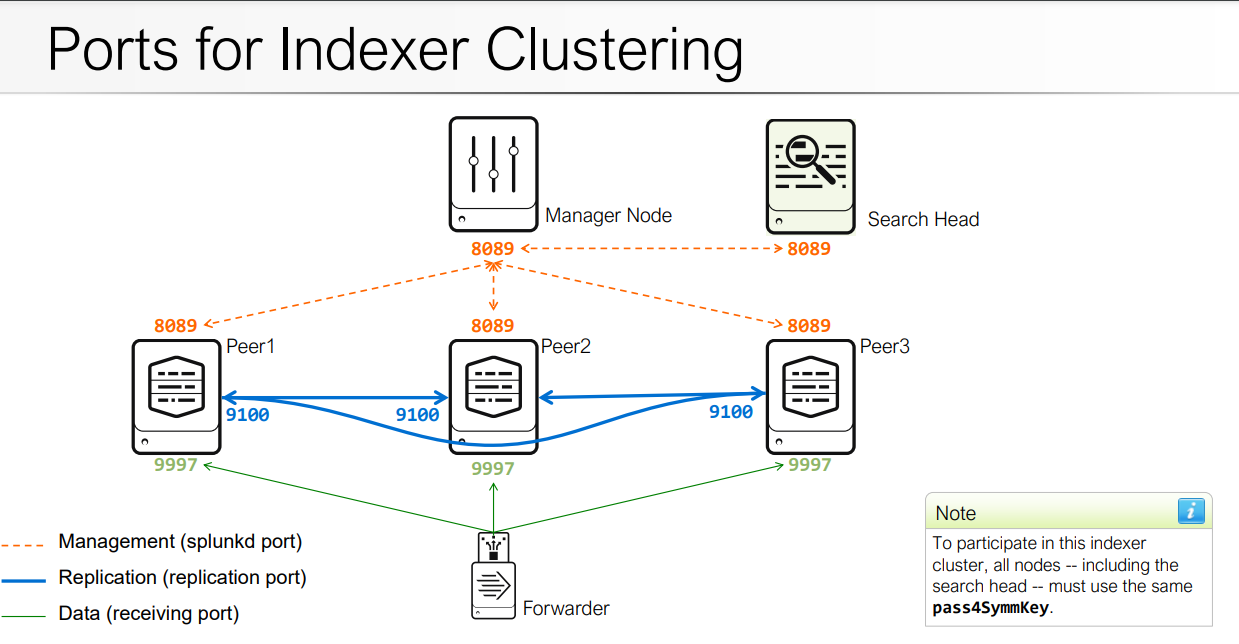 Ports for Indexer Clustering
Manager Node
Search Head
8089
8089
8089
8089
8089
Peer1
Peer2
Peer3
9100
9100
9100
9997
9997
9997
Forwarder
Management (splunkd port)
Replication (replication port)
Data (receiving port)
Note
To participate in this indexer
cluster, all nodes -- including the
search head -- must use the same
pass4SymmKey.